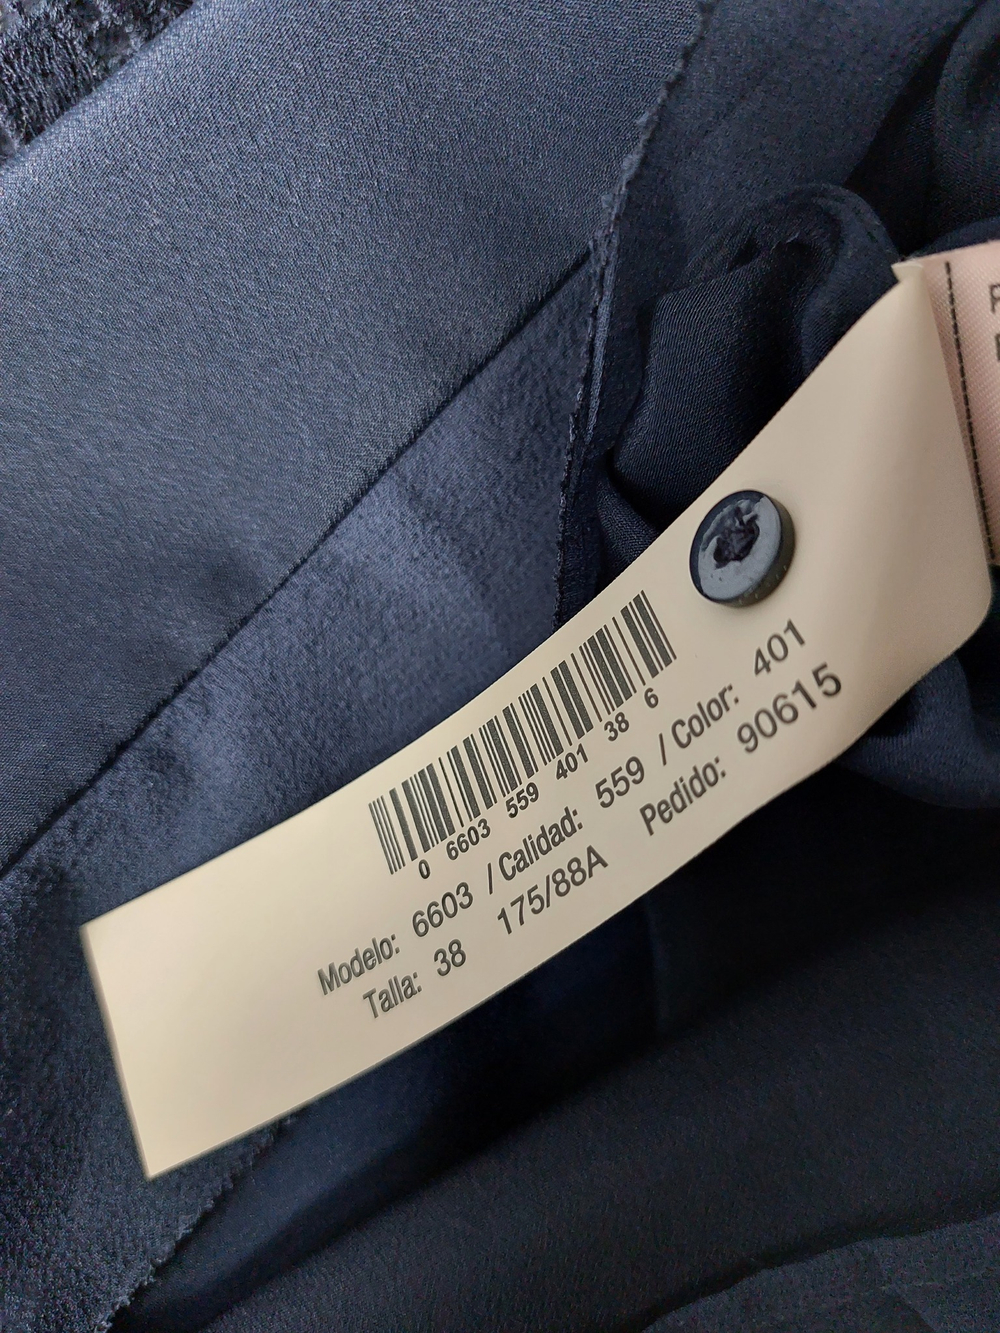 0 6603 559 401 38 6
Modelo: 6603 / Calidad: 559 / Color: 401
Talla: 38 175/88A Pedido: 90615